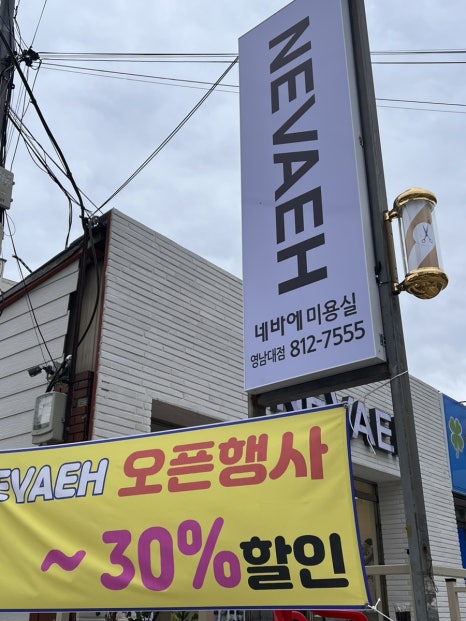 NEVAEH
네바에 미용실
영남대점 812-7555
NEVAEH
NEVAEH 오픈행사
~ 30% 할인